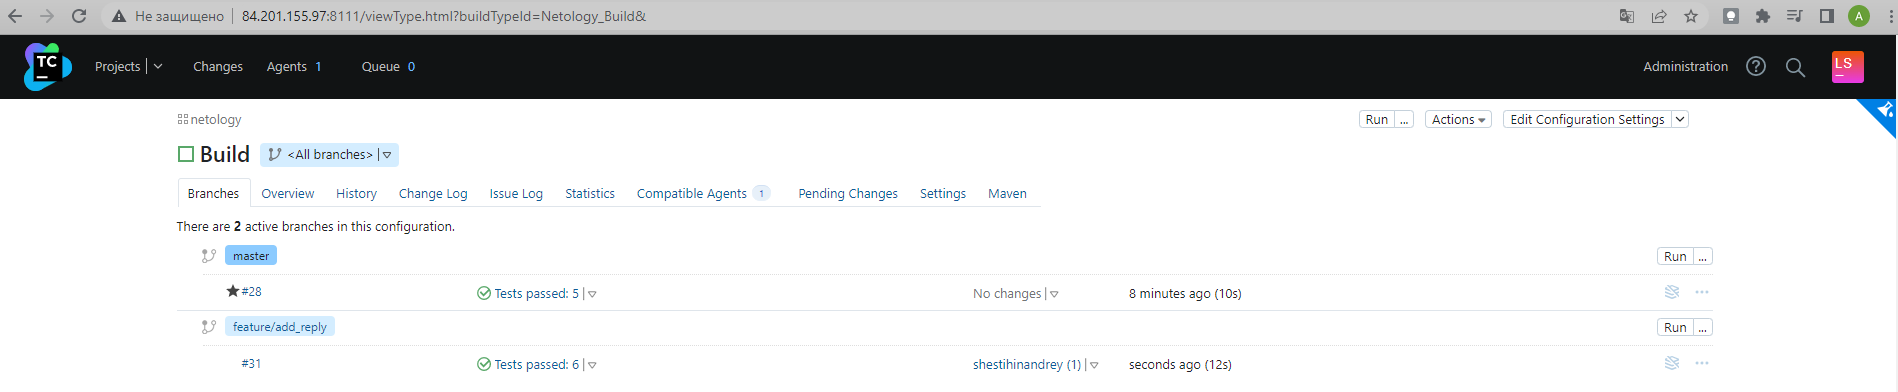 Не защищено 84.201.155.97:8111/viewType.html?buildTypeId=Netology_Build&
A
TC Projects Changes Agents 1 Queue 0 Administration ? LS
netology Run ... Actions Edit Configuration Settings
Build <All branches>
Branches Overview History Change Log Issue Log Statistics Compatible Agents 1 Pending Changes Settings Maven
There are 2 active branches in this configuration.
master Run ...
#28 Tests passed: 5 No changes 8 minutes ago (10s)
feature/add_reply Run ...
#31 Tests passed: 6 shestihinandrey (1) seconds ago (12s)